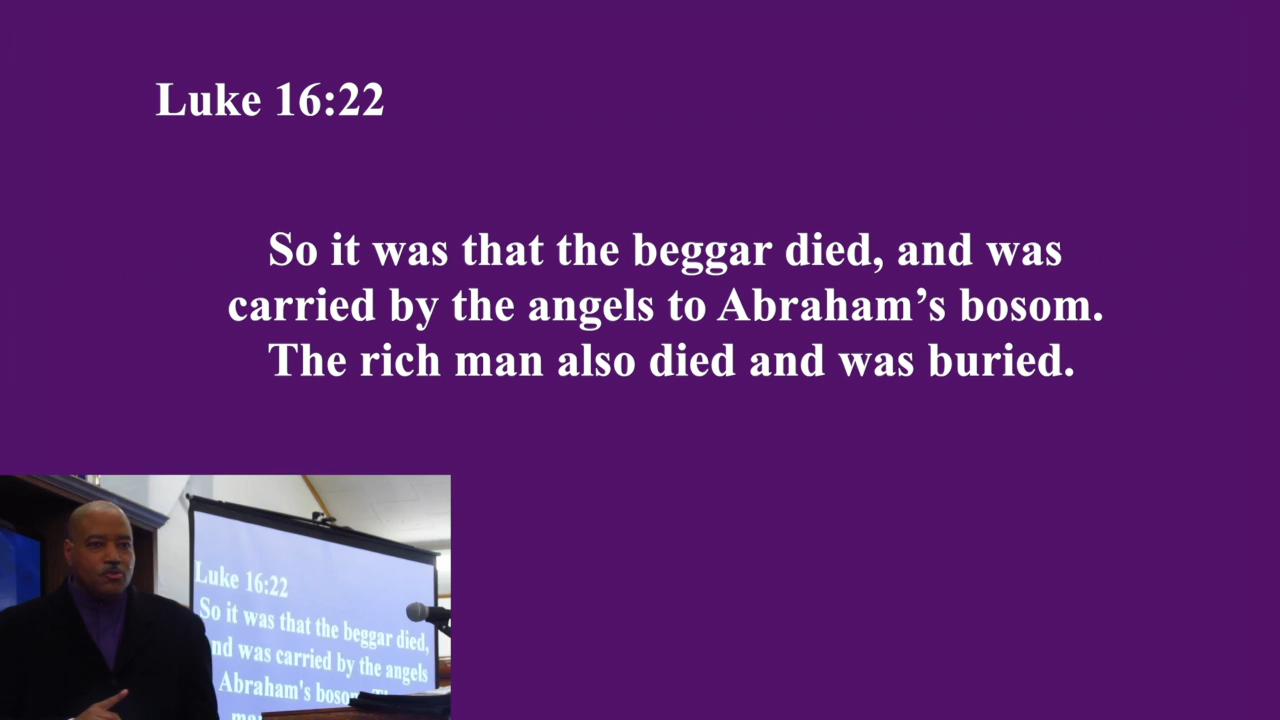 Luke 16:22
So it was that the beggar died, and was
carried by the angels to Abraham’s bosom.
The rich man also died and was buried.
Luke 16:22
So it was that the beggar died,
nd was carried by the angels
Abraham's bosom